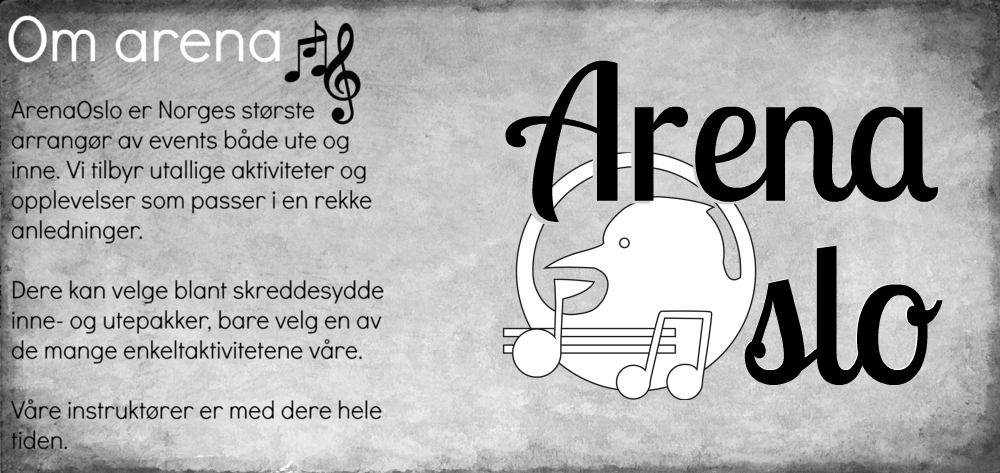 Om arena
ArenaOslo er Norges største
arrangør av events både ute og
inne. Vi tilbyr utallige aktiviteter og
opplevelser som passer i en rekke
anledninger.
Dere kan velge blant skreddesydde
inne- og utepakker, bare velg en av
de mange enkeltaktivitetene våre.
Våre instruktører er med dere hele
tiden.
Arena
slo